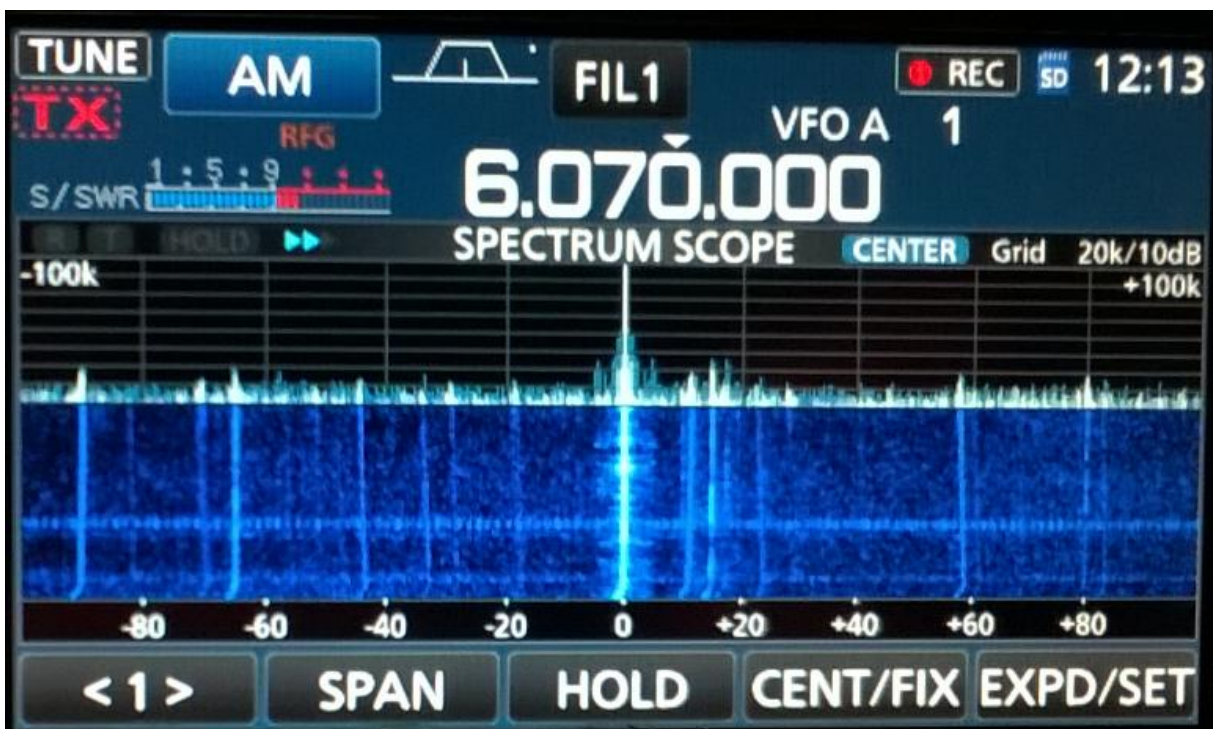 TUNE AM FIL1 REC SD 12:13
TX RFG VFO A 1
1 5 9
S/SWR 6.070.000
HOLD SPECTRUM SCOPE CENTER Grid 20k/10dB
-100k +100k
-80 -60 -40 -20 0 +20 +40 +60 +80
<1> SPAN HOLD CENT/FIX EXPD/SET